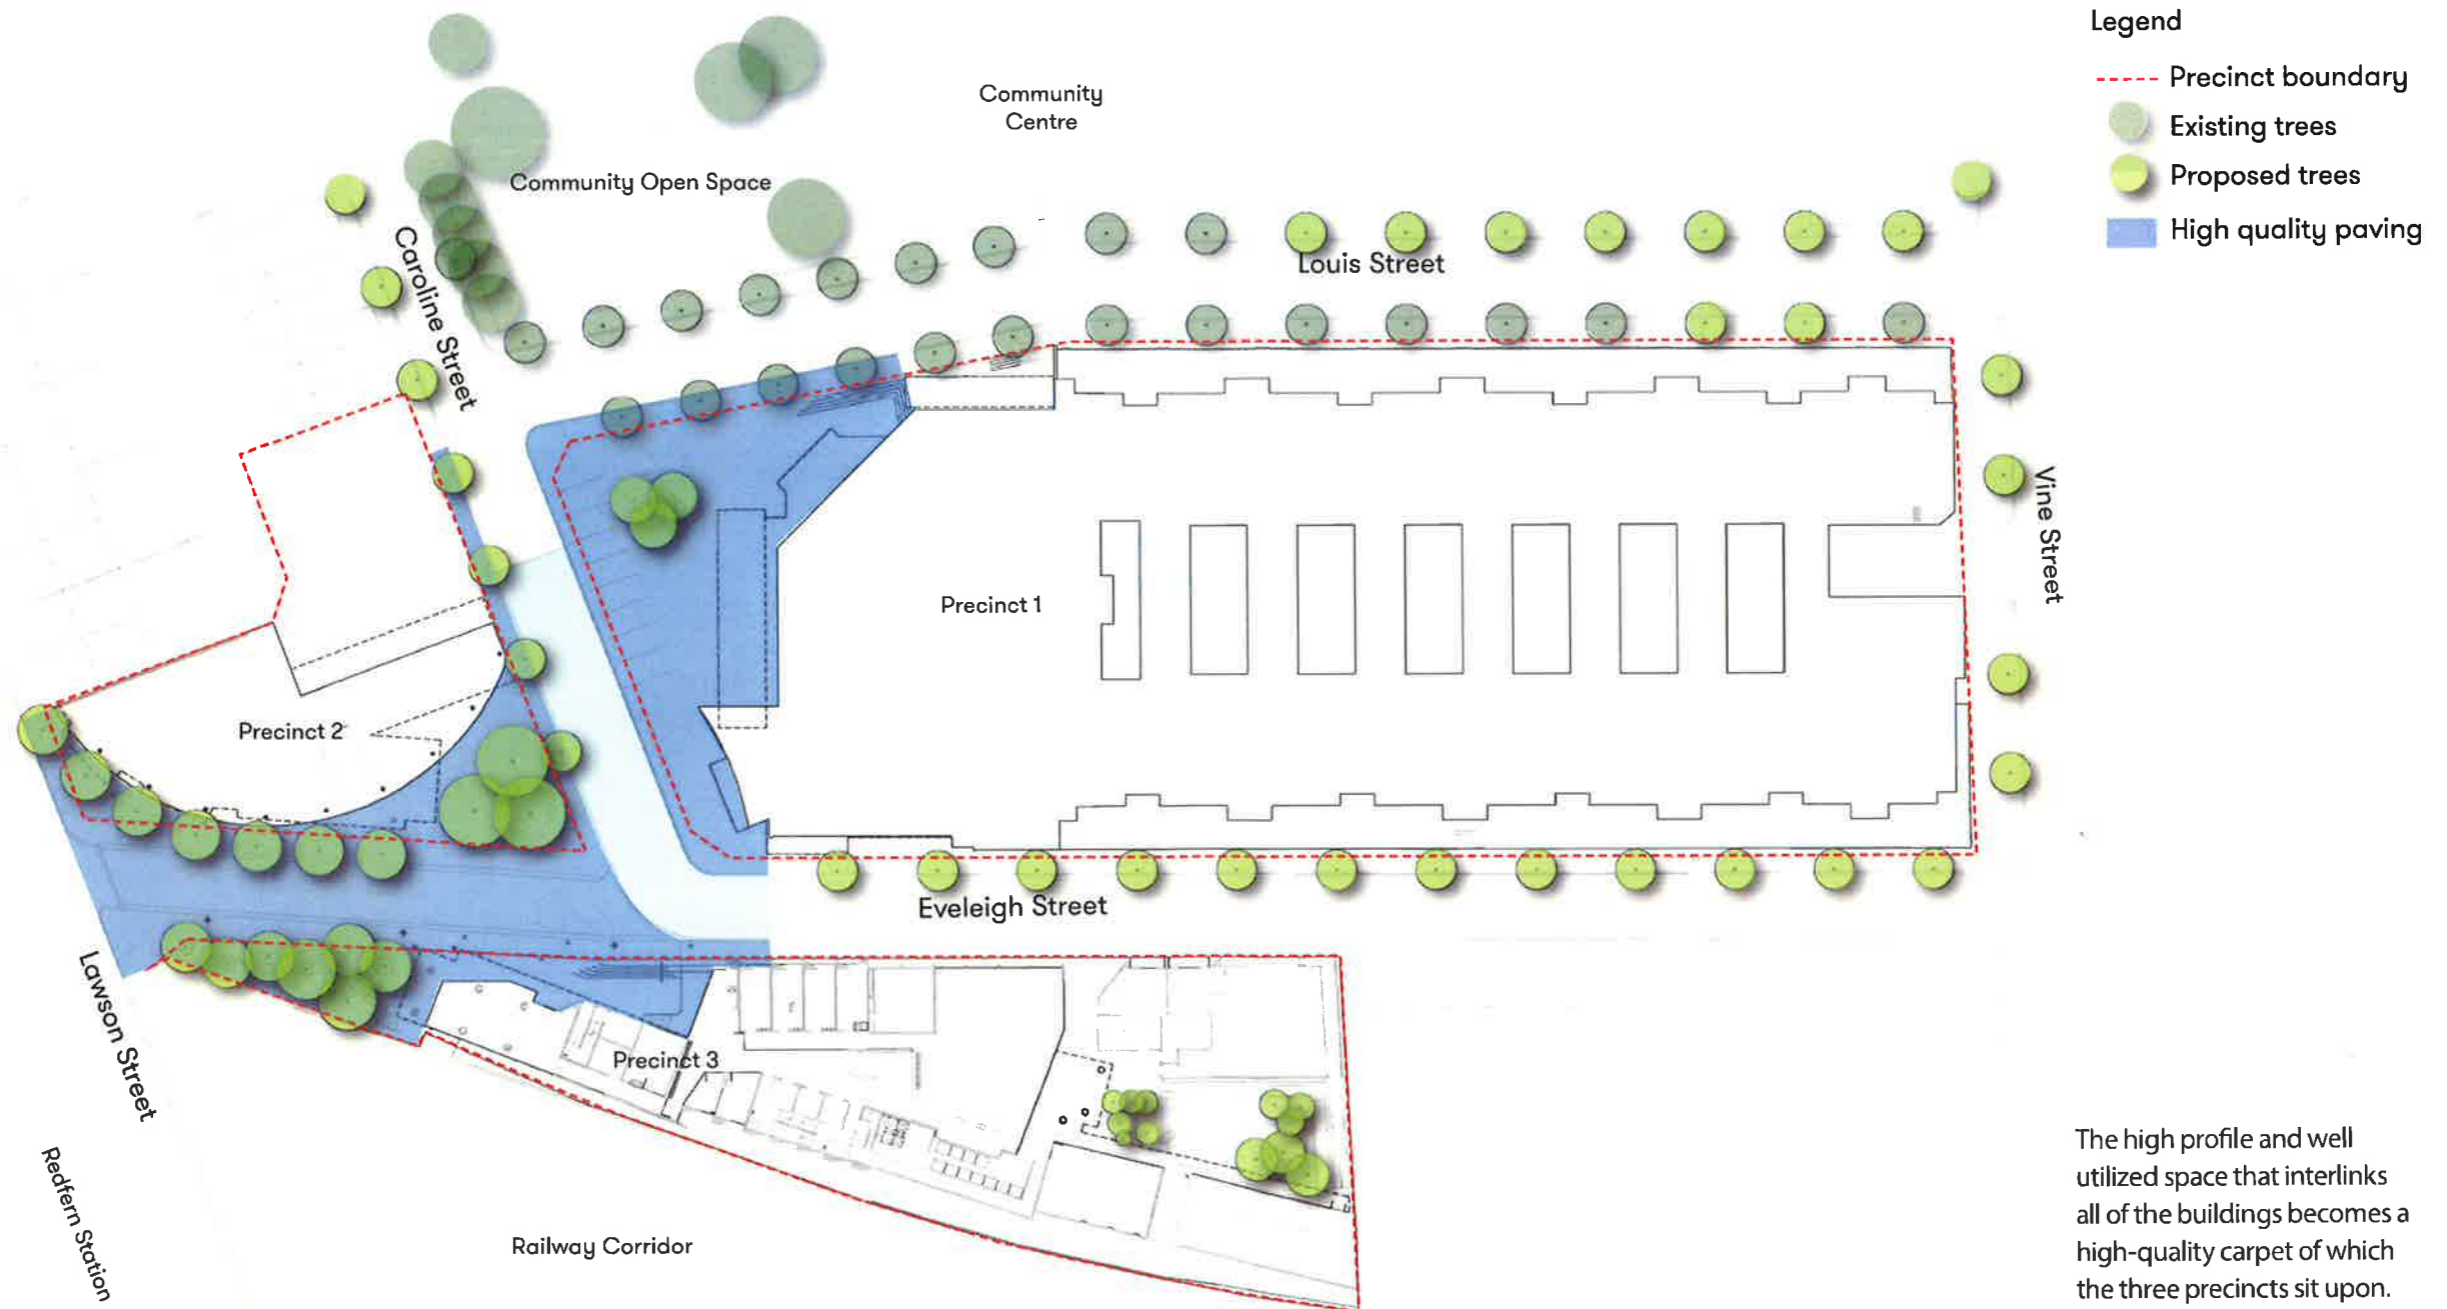 Legend
Precinct boundary
Existing trees
Proposed trees
High quality paving
Community
Centre
Community Open Space
Caroline Street
Louis Street
Vine Street
Precinct 1
Precinct 2
Eveleigh Street
Lawson Street
Precinct 3
Redfern Station
Railway Corridor
The high profile and well
utilized space that interlinks
all of the buildings becomes a
high-quality carpet of which
the three precincts sit upon.